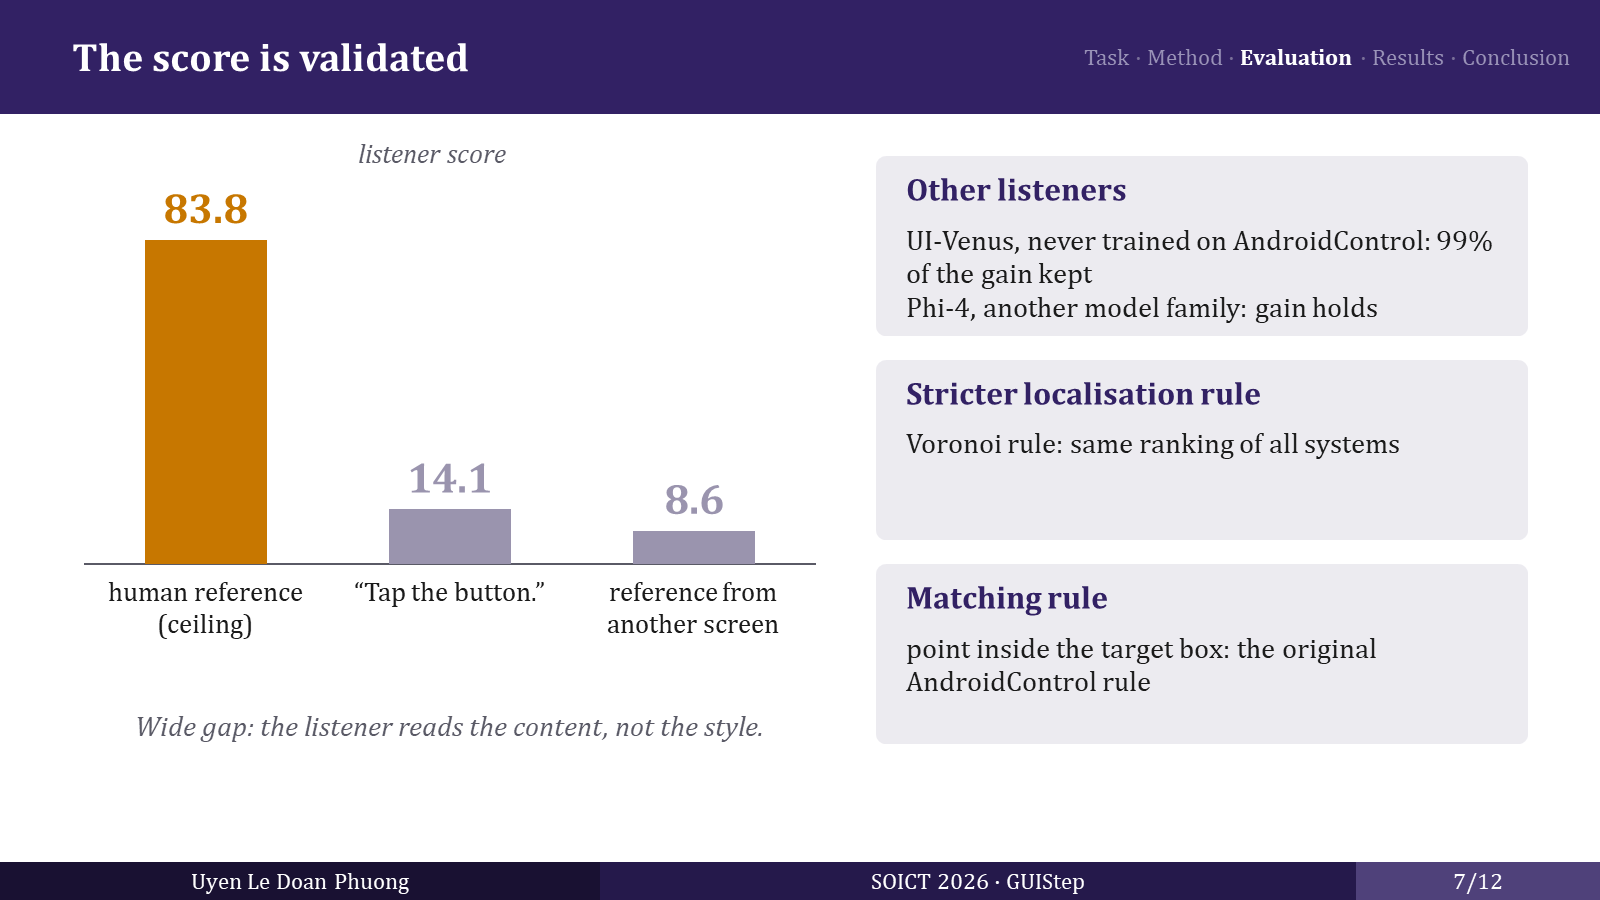 The score is validated
Task · Method · Evaluation · Results · Conclusion
listener score
83.8
14.1
8.6
human reference
(ceiling)
“Tap the button.”
reference from
another screen
Wide gap: the listener reads the content, not the style.
Other listeners
UI-Venus, never trained on AndroidControl: 99%
of the gain kept
Phi-4, another model family: gain holds
Stricter localisation rule
Voronoi rule: same ranking of all systems
Matching rule
point inside the target box: the original
AndroidControl rule
Uyen Le Doan Phuong
SOICT 2026 · GUIStep
7/12